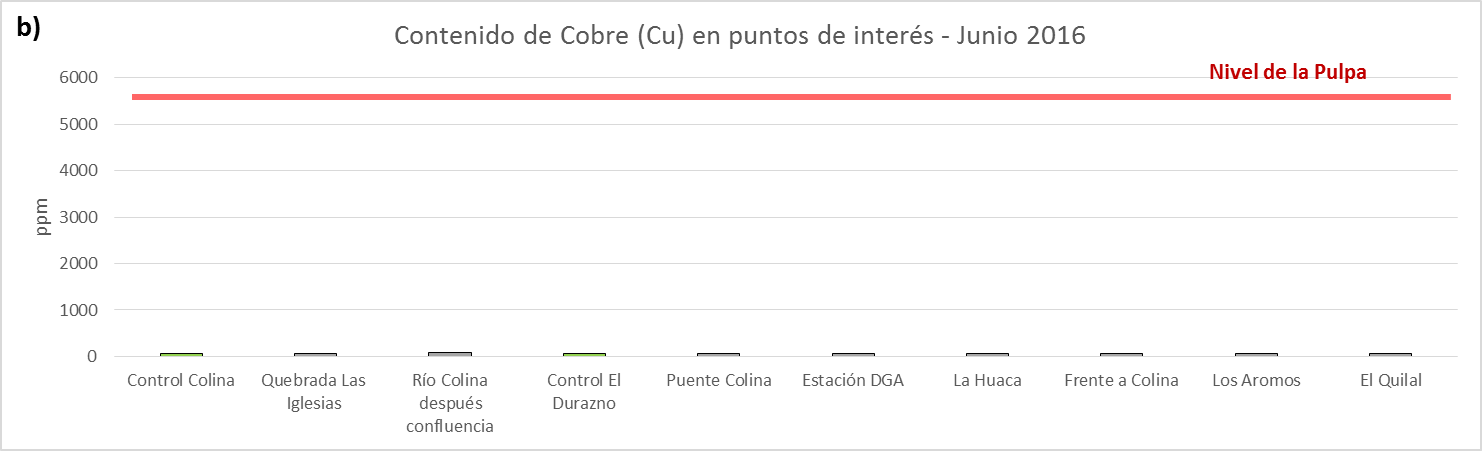 b)
Contenido de Cobre (Cu) en puntos de interés - Junio 2016
Nivel de la Pulpa
6000
5000
4000
3000
2000
1000
0
ppm
Control Colina
Quebrada Las
Iglesias
Río Colina
después
confluencia
Control El
Durazno
Puente Colina
Estación DGA
La Huaca
Frente a Colina
Los Aromos
El Quilal